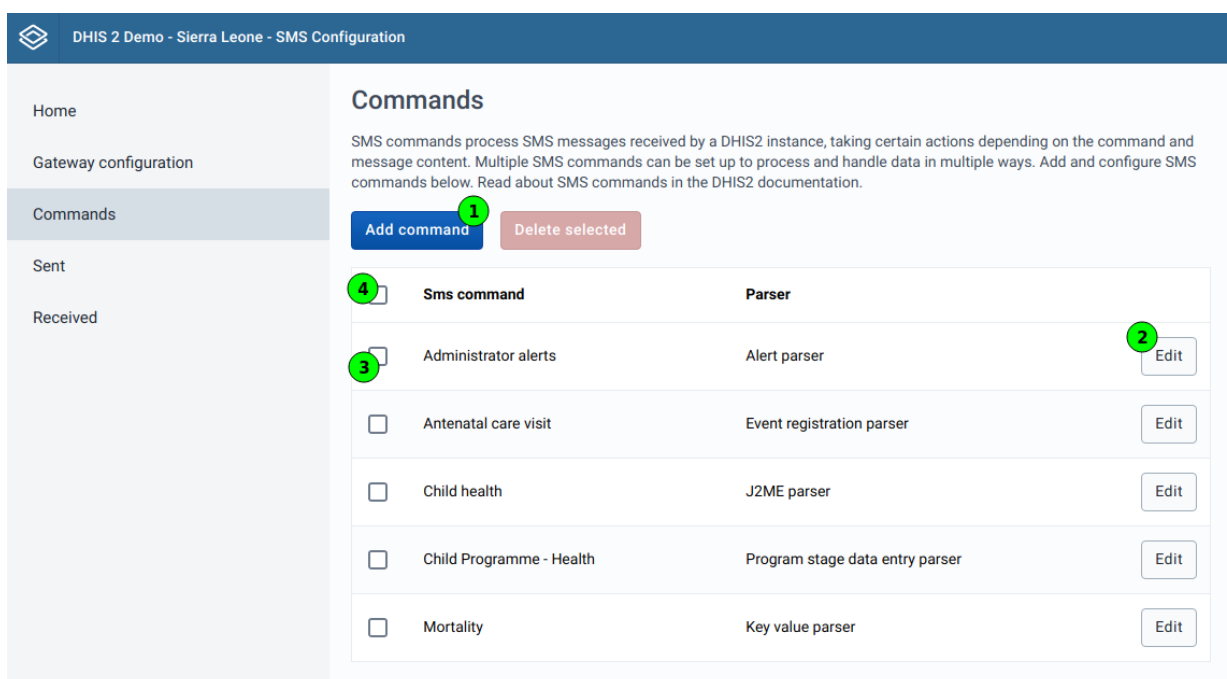 DHIS 2 Demo - Sierra Leone - SMS Configuration
Home
Gateway configuration
Commands
Sent
Received
Commands
SMS commands process SMS messages received by a DHIS2 instance, taking certain actions depending on the command and
message content. Multiple SMS commands can be set up to process and handle data in multiple ways. Add and configure SMS
commands below. Read about SMS commands in the DHIS2 documentation.
1
Add command Delete selected
4
Sms command Parser
2
Administrator alerts Alert parser Edit
3
Antenatal care visit Event registration parser Edit
Child health J2ME parser Edit
Child Programme - Health Program stage data entry parser Edit
Mortality Key value parser Edit